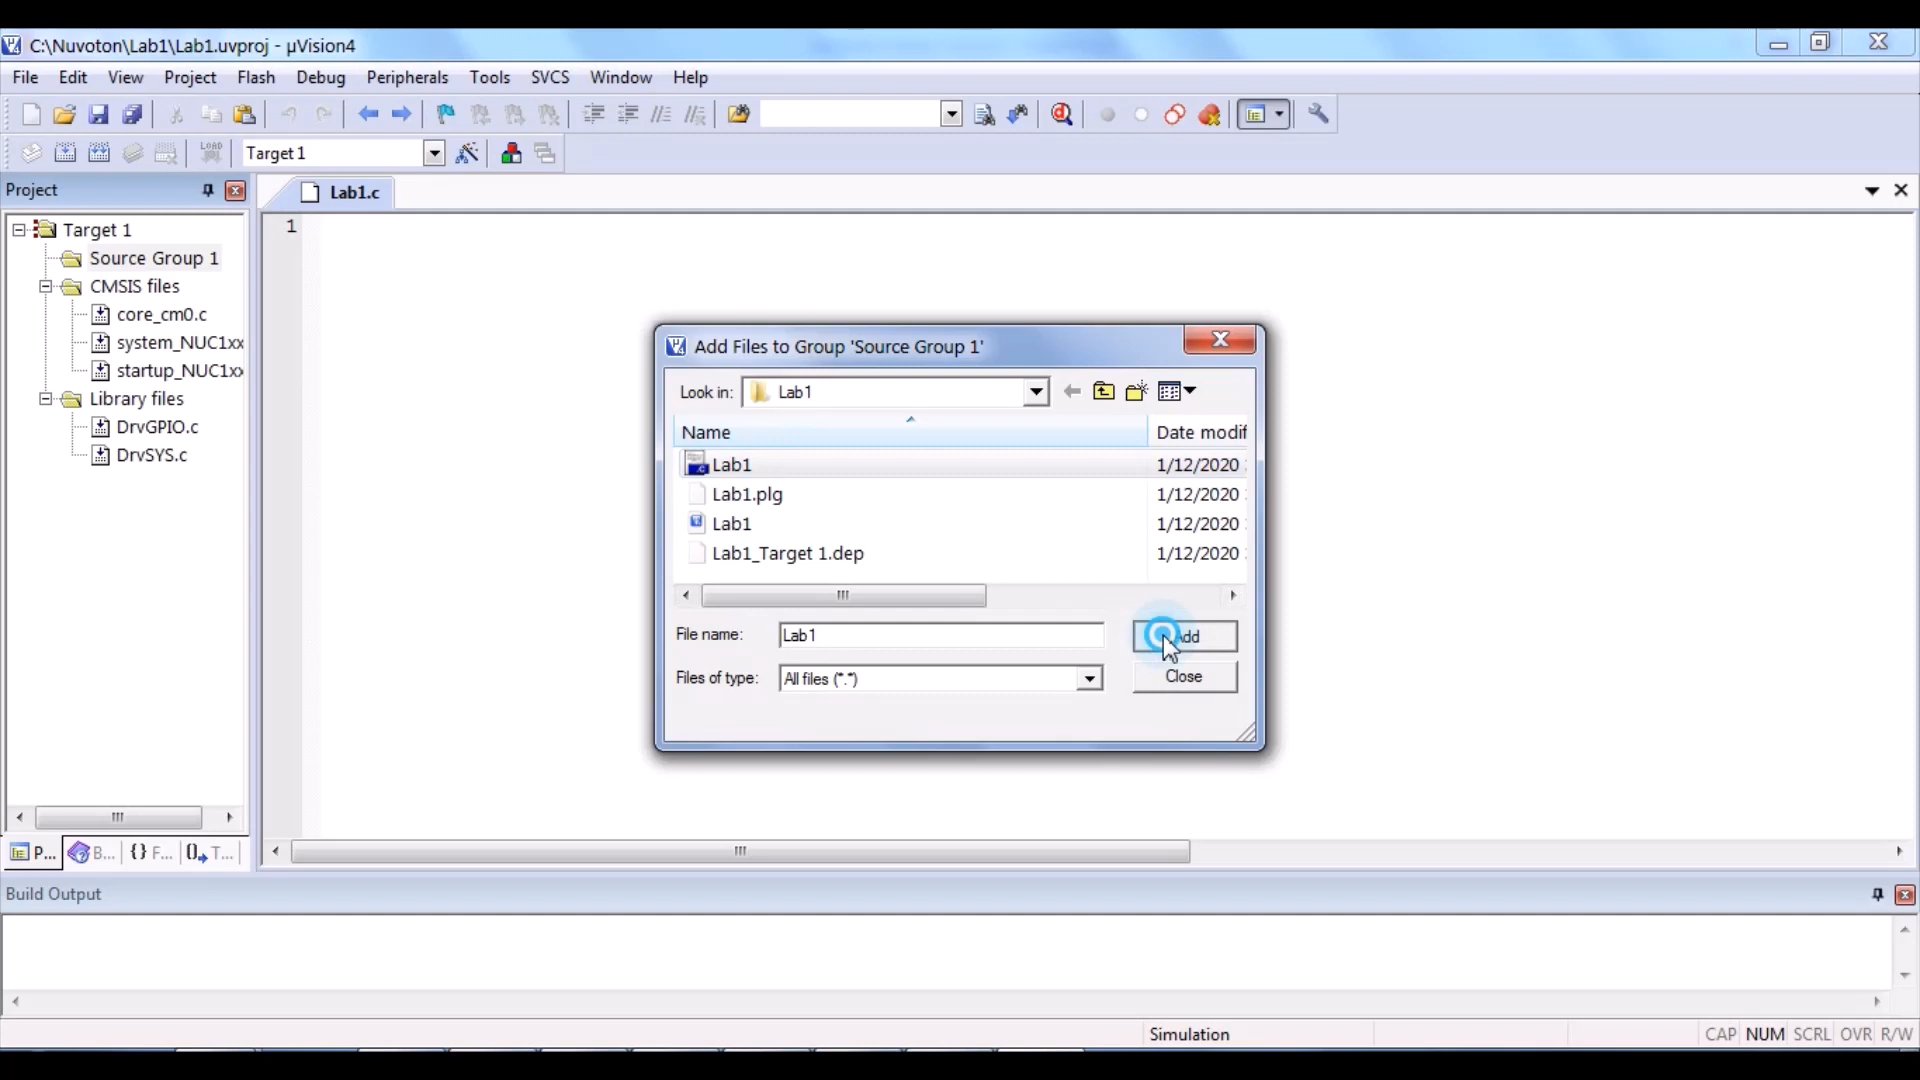 C:\Nuvoton\Lab1\Lab1.uvproj - µVision4
File Edit View Project Flash Debug Peripherals Tools SVCS Window Help
LOAD Target 1
Project
Lab1.c
1
Target 1
Source Group 1
CMSIS files
core_cm0.c
system_NUC1xx
startup_NUC1xx
Library files
DrvGPIO.c
DrvSYS.c
P... B... {} F... T...
Add Files to Group 'Source Group 1'
Look in: Lab1
Name Date modif
Lab1 1/12/2020
Lab1.plg 1/12/2020
Lab1 1/12/2020
Lab1_Target 1.dep 1/12/2020
File name: Lab1
Add
Files of type: All files (*.*)
Close
Build Output
Simulation
CAP NUM SCRL OVR R/W